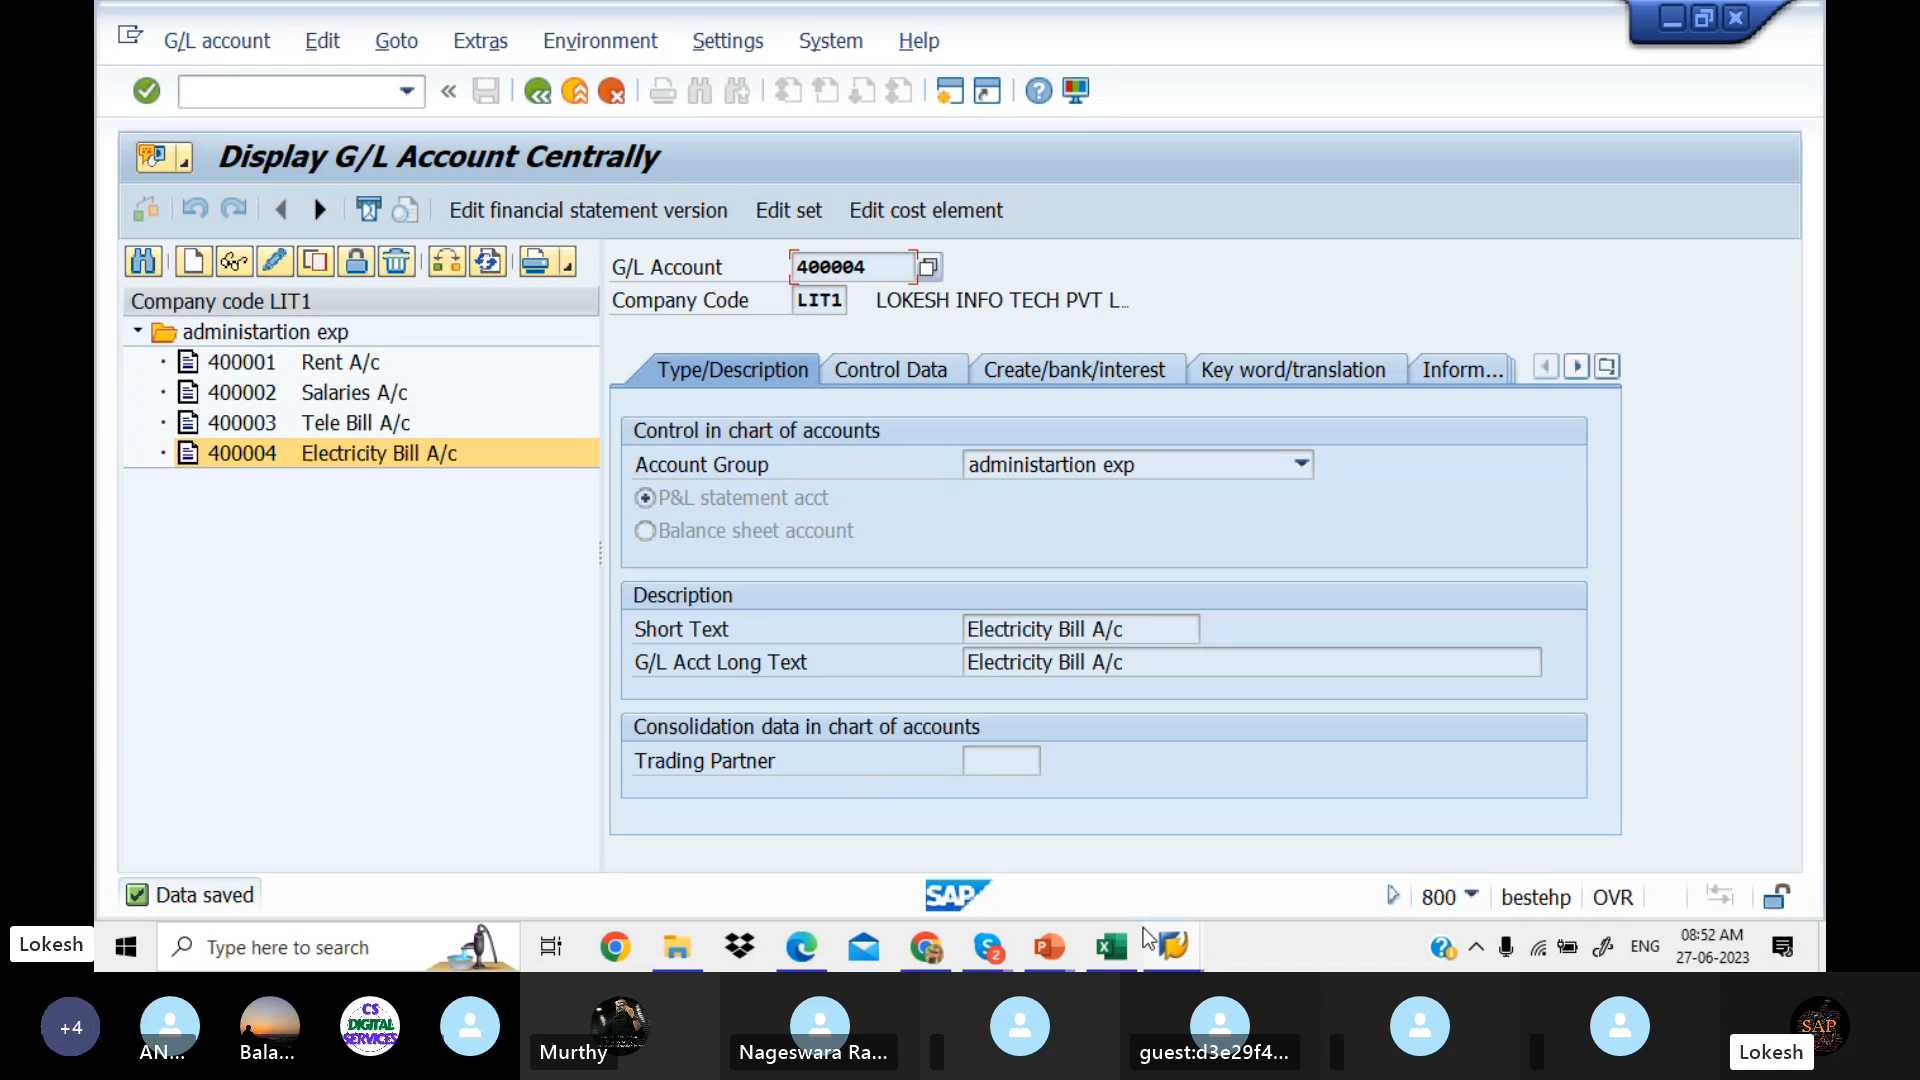 G/L account Edit Goto Extras Environment Settings System Help
Display G/L Account Centrally
Edit financial statement version Edit set Edit cost element
Company code LIT1
administartion exp
400001 Rent A/c
400002 Salaries A/c
400003 Tele Bill A/c
400004 Electricity Bill A/c
G/L Account 400004
Company Code LIT1 LOKESH INFO TECH PVT L...
Type/Description Control Data Create/bank/interest Key word/translation Inform...
Control in chart of accounts
Account Group administartion exp
P&L statement acct
Balance sheet account
Description
Short Text Electricity Bill A/c
G/L Acct Long Text Electricity Bill A/c
Consolidation data in chart of accounts
Trading Partner
Data saved
SAP
800 bestehp OVR
Lokesh
Type here to search
2
ENG
08:52 AM
27-06-2023
+4
AN...
Bala...
CS
DIGITAL
SERVICES
Murthy
Nageswara Ra...
guest:d3e29f4...
SAP
Lokesh